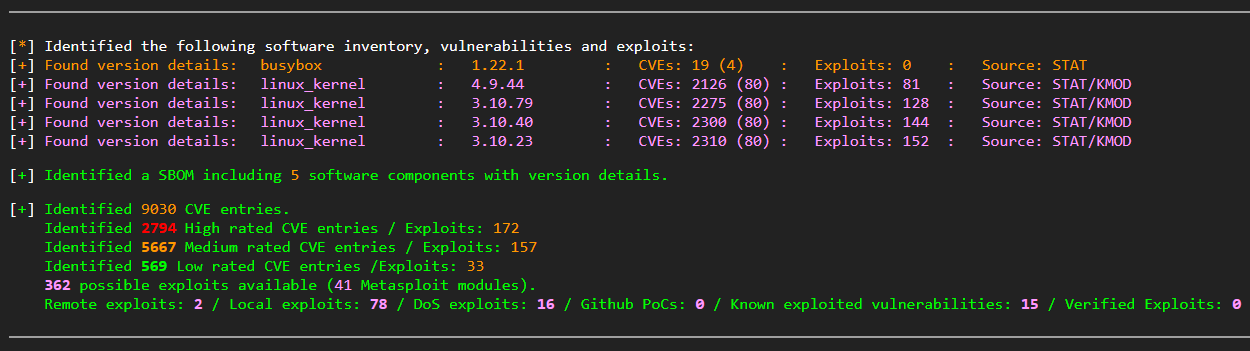 [*] Identified the following software inventory, vulnerabilities and exploits:
[+] Found version details: busybox : 1.22.1 : CVEs: 19 (4) : Exploits: 0 : Source: STAT
[+] Found version details: linux_kernel : 4.9.44 : CVEs: 2126 (80) : Exploits: 81 : Source: STAT/KMOD
[+] Found version details: linux_kernel : 3.10.79 : CVEs: 2275 (80) : Exploits: 128 : Source: STAT/KMOD
[+] Found version details: linux_kernel : 3.10.40 : CVEs: 2300 (80) : Exploits: 144 : Source: STAT/KMOD
[+] Found version details: linux_kernel : 3.10.23 : CVEs: 2310 (80) : Exploits: 152 : Source: STAT/KMOD
[+] Identified a SBOM including 5 software components with version details.
[+] Identified 9030 CVE entries.
Identified 2794 High rated CVE entries / Exploits: 172
Identified 5667 Medium rated CVE entries / Exploits: 157
Identified 569 Low rated CVE entries /Exploits: 33
362 possible exploits available (41 Metasploit modules).
Remote exploits: 2 / Local exploits: 78 / DoS exploits: 16 / Github PoCs: 0 / Known exploited vulnerabilities: 15 / Verified Exploits: 0